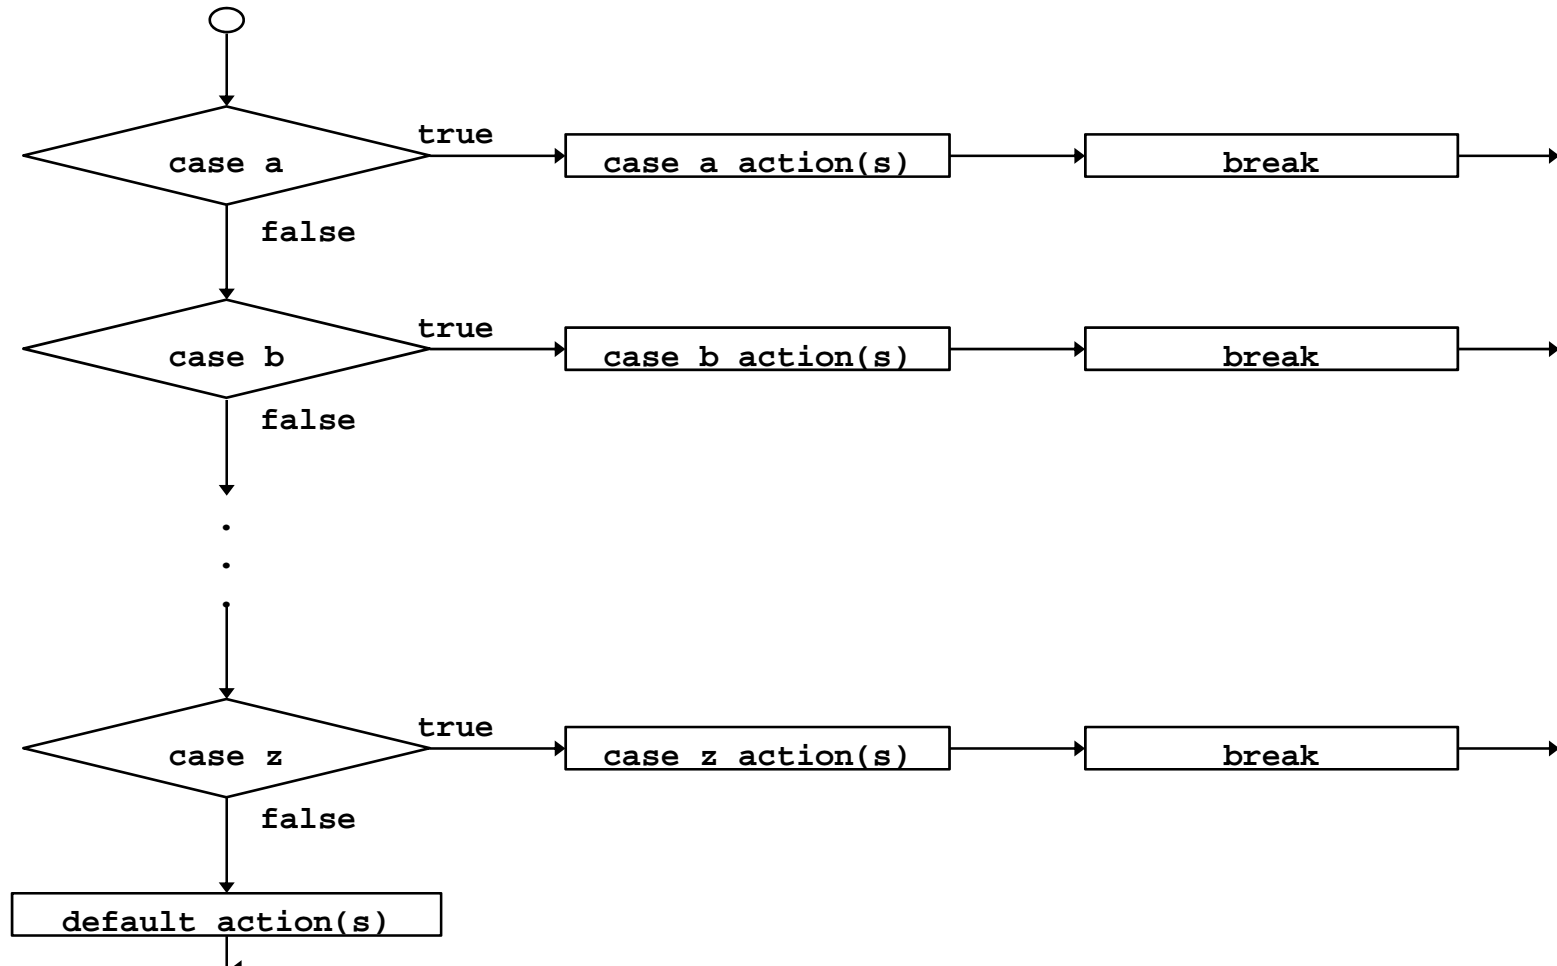 true
case a
case a action(s)
break
false
true
case b
case b action(s)
break
false
.
.
.
true
case z
case z action(s)
break
false
default action(s)